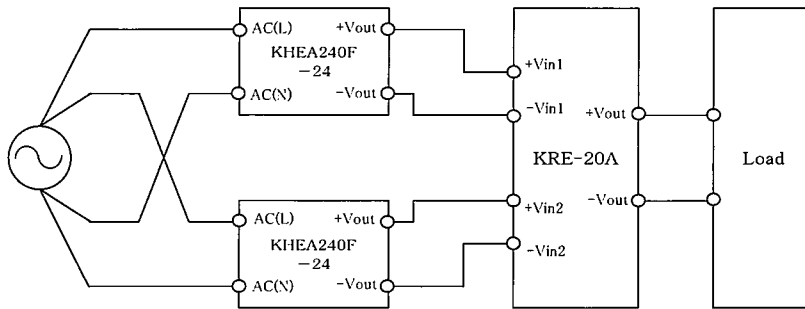 AC(L)
+Vout
KHEA240F
-24
AC(N)
-Vout
+Vin1
-Vin1
KRE-20A
+Vout
-Vout
+Vin2
-Vin2
Load
AC(L)
+Vout
KHEA240F
-24
AC(N)
-Vout